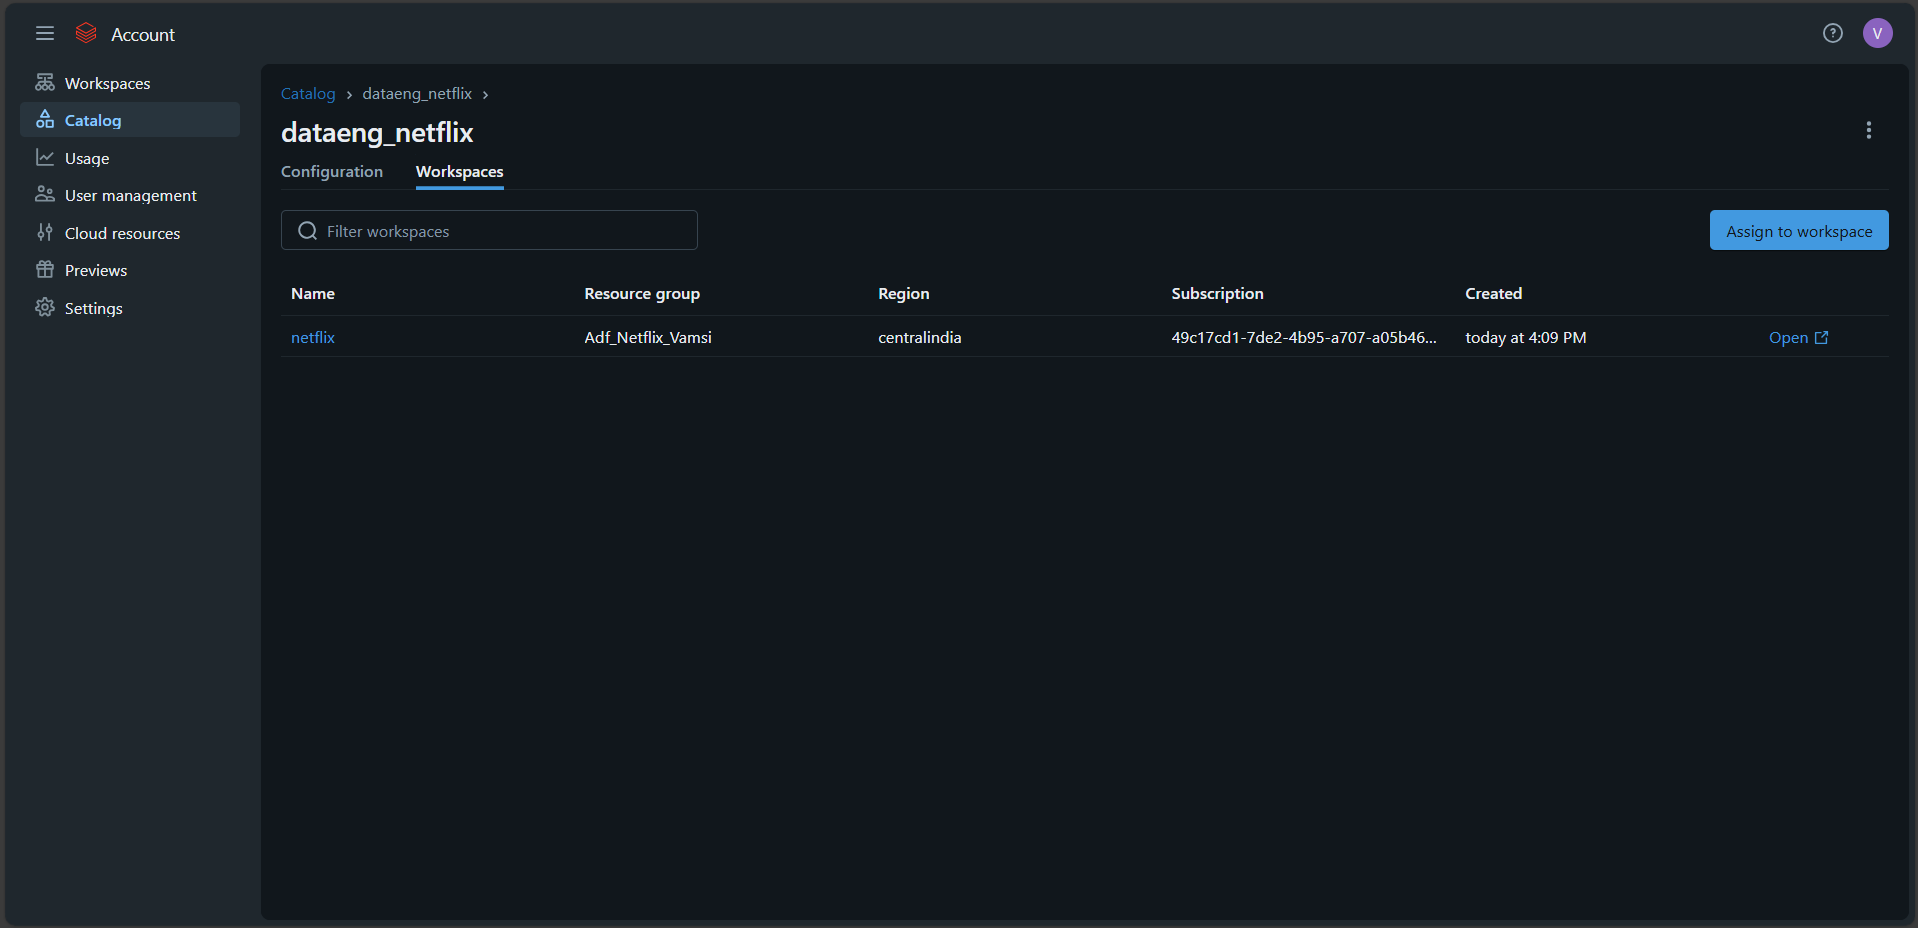 Account
V
Workspaces
Catalog
Usage
User management
Cloud resources
Previews
Settings
Catalog › dataeng_netflix ›
dataeng_netflix
Configuration Workspaces
Filter workspaces
Assign to workspace
Name Resource group Region Subscription Created
netflix Adf_Netflix_Vamsi centralindia 49c17cd1-7de2-4b95-a707-a05b46... today at 4:09 PM Open